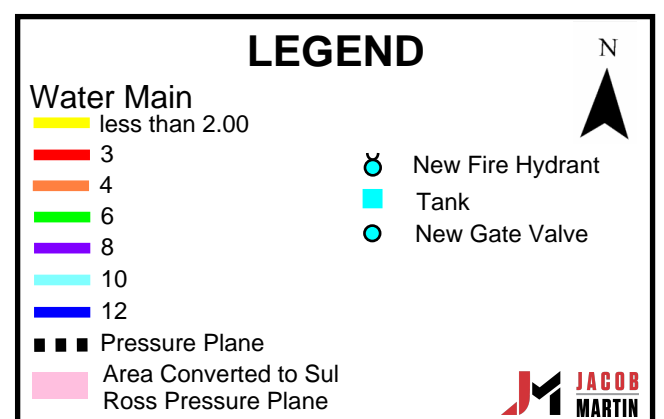 LEGEND
N
Water Main
less than 2.00
3
4
6
8
10
12
Pressure Plane
Area Converted to Sul
Ross Pressure Plane
New Fire Hydrant
Tank
New Gate Valve
JACOB
MARTIN